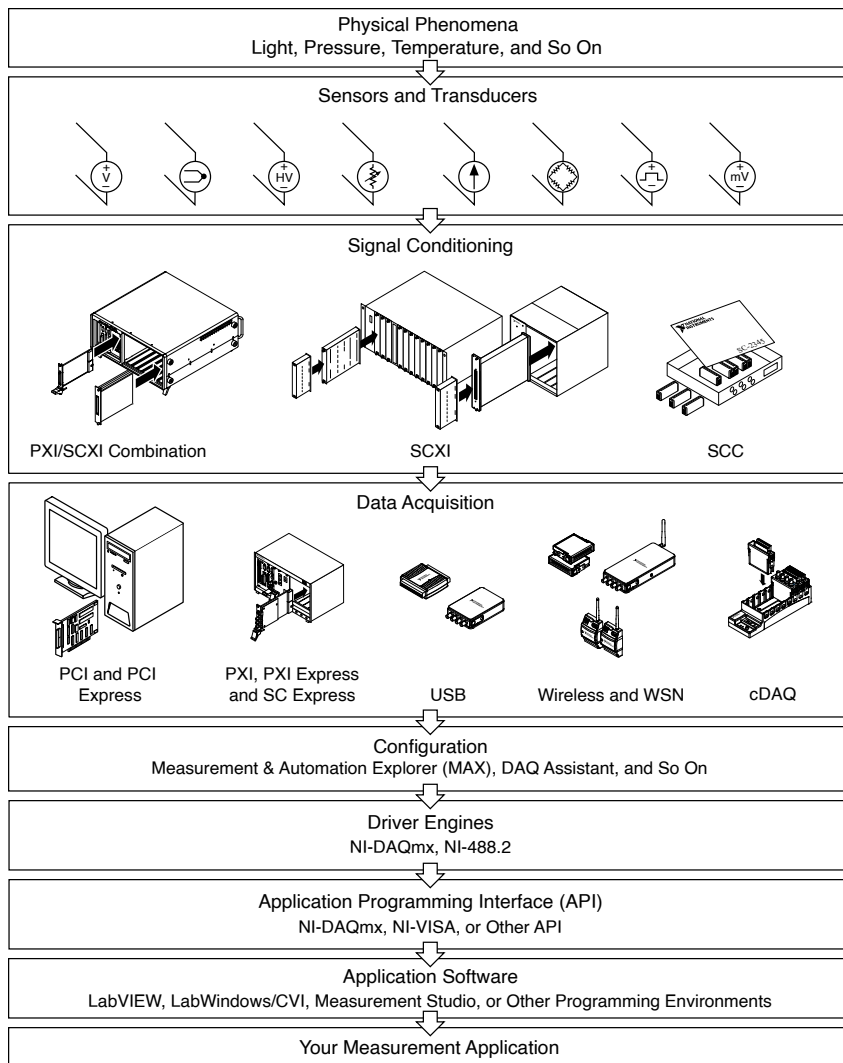 Physical Phenomena
Light, Pressure, Temperature, and So On
Sensors and Transducers
+ V −
+ HV −
+ −
+ mV −
Signal Conditioning
NATIONAL INSTRUMENTS
SC-2345
PXI/SCXI Combination
SCXI
SCC
Data Acquisition
PCI and PCI
Express
PXI, PXI Express
and SC Express
USB
Wireless and WSN
cDAQ
Configuration
Measurement & Automation Explorer (MAX), DAQ Assistant, and So On
Driver Engines
NI-DAQmx, NI-488.2
Application Programming Interface (API)
NI-DAQmx, NI-VISA, or Other API
Application Software
LabVIEW, LabWindows/CVI, Measurement Studio, or Other Programming Environments
Your Measurement Application